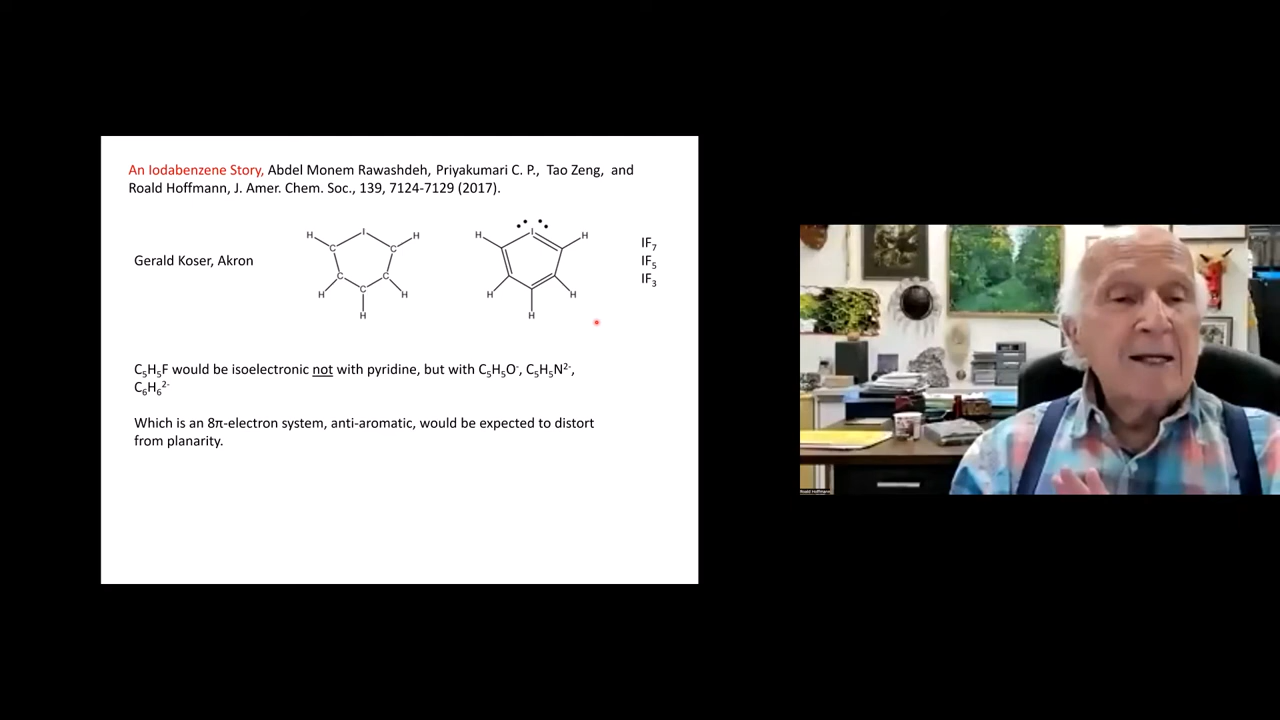 An Iodabenzene Story, Abdel Monem Rawashdeh, Priyakumari C. P., Tao Zeng, and
Roald Hoffmann, J. Amer. Chem. Soc., 139, 7124-7129 (2017).
Gerald Koser, Akron
H I H
C C
C C
H C H
H
I
H H
H H
H
IF₇
IF₅
IF₃
C₅H₅F would be isoelectronic not with pyridine, but with C₅H₅O⁻, C₅H₅N²⁻,
C₆H₆²⁻
Which is an 8π-electron system, anti-aromatic, would be expected to distort
from planarity.
Roald Hoffmann